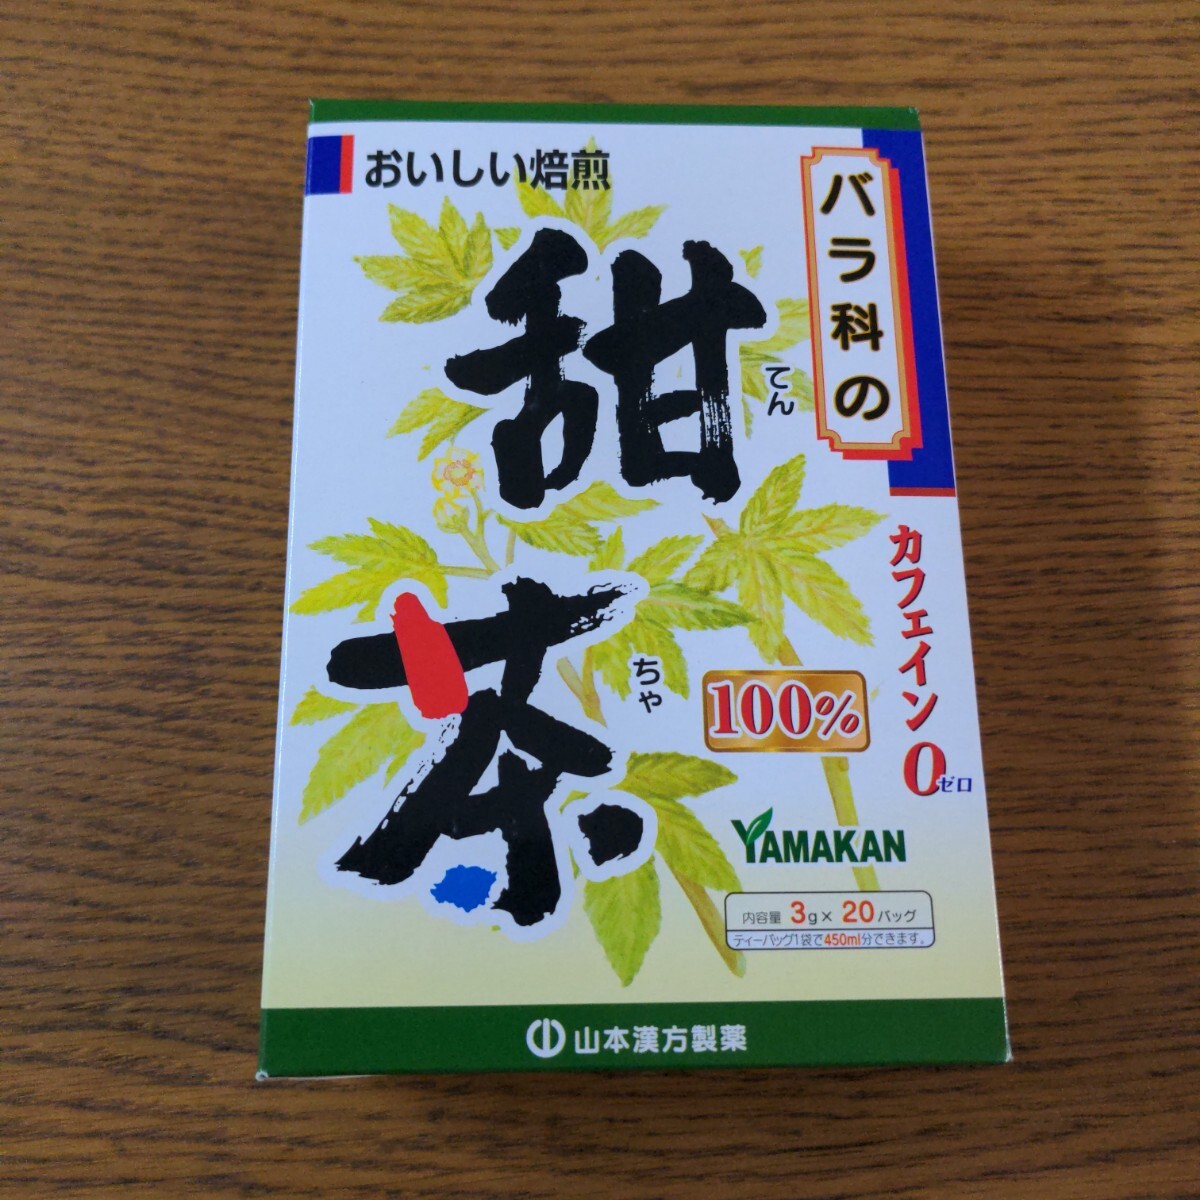 おいしい焙煎
バラ科の
甜
てん
茶
ちゃ
カフェイン0
ゼロ
100%
YAMAKAN
内容量 3g×20バッグ
ティーバッグ1袋で450ml分できます。
山本漢方製薬